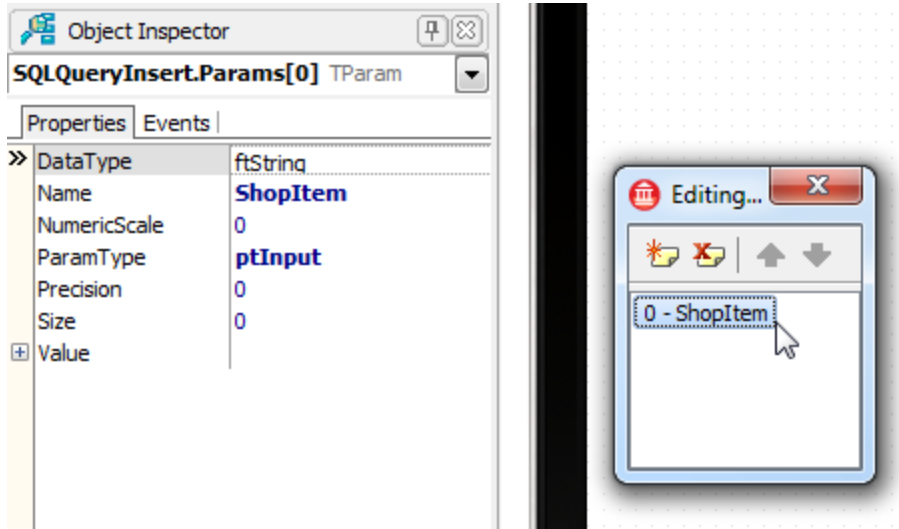 Object Inspector
SQLQueryInsert.Params[0] TParam
Properties Events
DataType ftString
Name ShopItem
NumericScale 0
ParamType ptInput
Precision 0
Size 0
Value
Editing...
0 - ShopItem